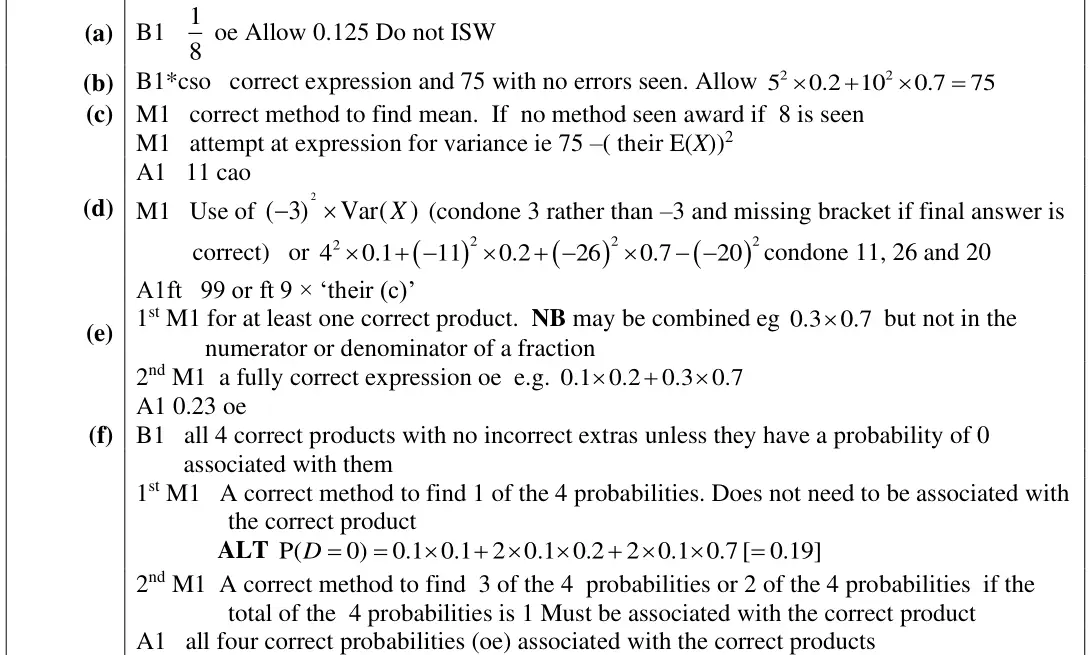 (a) B1 1/8 oe Allow 0.125 Do not ISW
(b) B1*cso correct expression and 75 with no errors seen. Allow 5² × 0.2 + 10² × 0.7 = 75
(c) M1 correct method to find mean. If no method seen award if 8 is seen
M1 attempt at expression for variance ie 75 –( their E(X))²
A1 11 cao
(d) M1 Use of (−3)² × Var(X) (condone 3 rather than –3 and missing bracket if final answer is
correct) or 4² × 0.1 + (−11)² × 0.2 + (−26)² × 0.7 − (−20)² condone 11, 26 and 20
A1ft 99 or ft 9 × ‘their (c)’
(e) 1st M1 for at least one correct product. NB may be combined eg 0.3 × 0.7 but not in the
numerator or denominator of a fraction
2nd M1 a fully correct expression oe e.g. 0.1 × 0.2 + 0.3 × 0.7
A1 0.23 oe
(f) B1 all 4 correct products with no incorrect extras unless they have a probability of 0
associated with them
1st M1 A correct method to find 1 of the 4 probabilities. Does not need to be associated with
the correct product
ALT P(D = 0) = 0.1 × 0.1 + 2 × 0.1 × 0.2 + 2 × 0.1 × 0.7 [= 0.19]
2nd M1 A correct method to find 3 of the 4 probabilities or 2 of the 4 probabilities if the
total of the 4 probabilities is 1 Must be associated with the correct product
A1 all four correct probabilities (oe) associated with the correct products